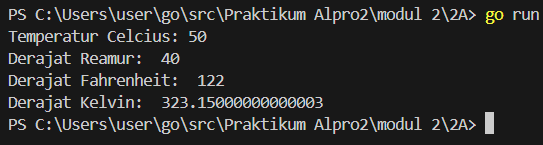 PS C:\Users\user\go\src\Praktikum Alpro2\modul 2\2A> go run
Temperatur Celcius: 50
Derajat Reamur:  40
Derajat Fahrenheit:  122
Derajat Kelvin:  323.15000000000003
PS C:\Users\user\go\src\Praktikum Alpro2\modul 2\2A>